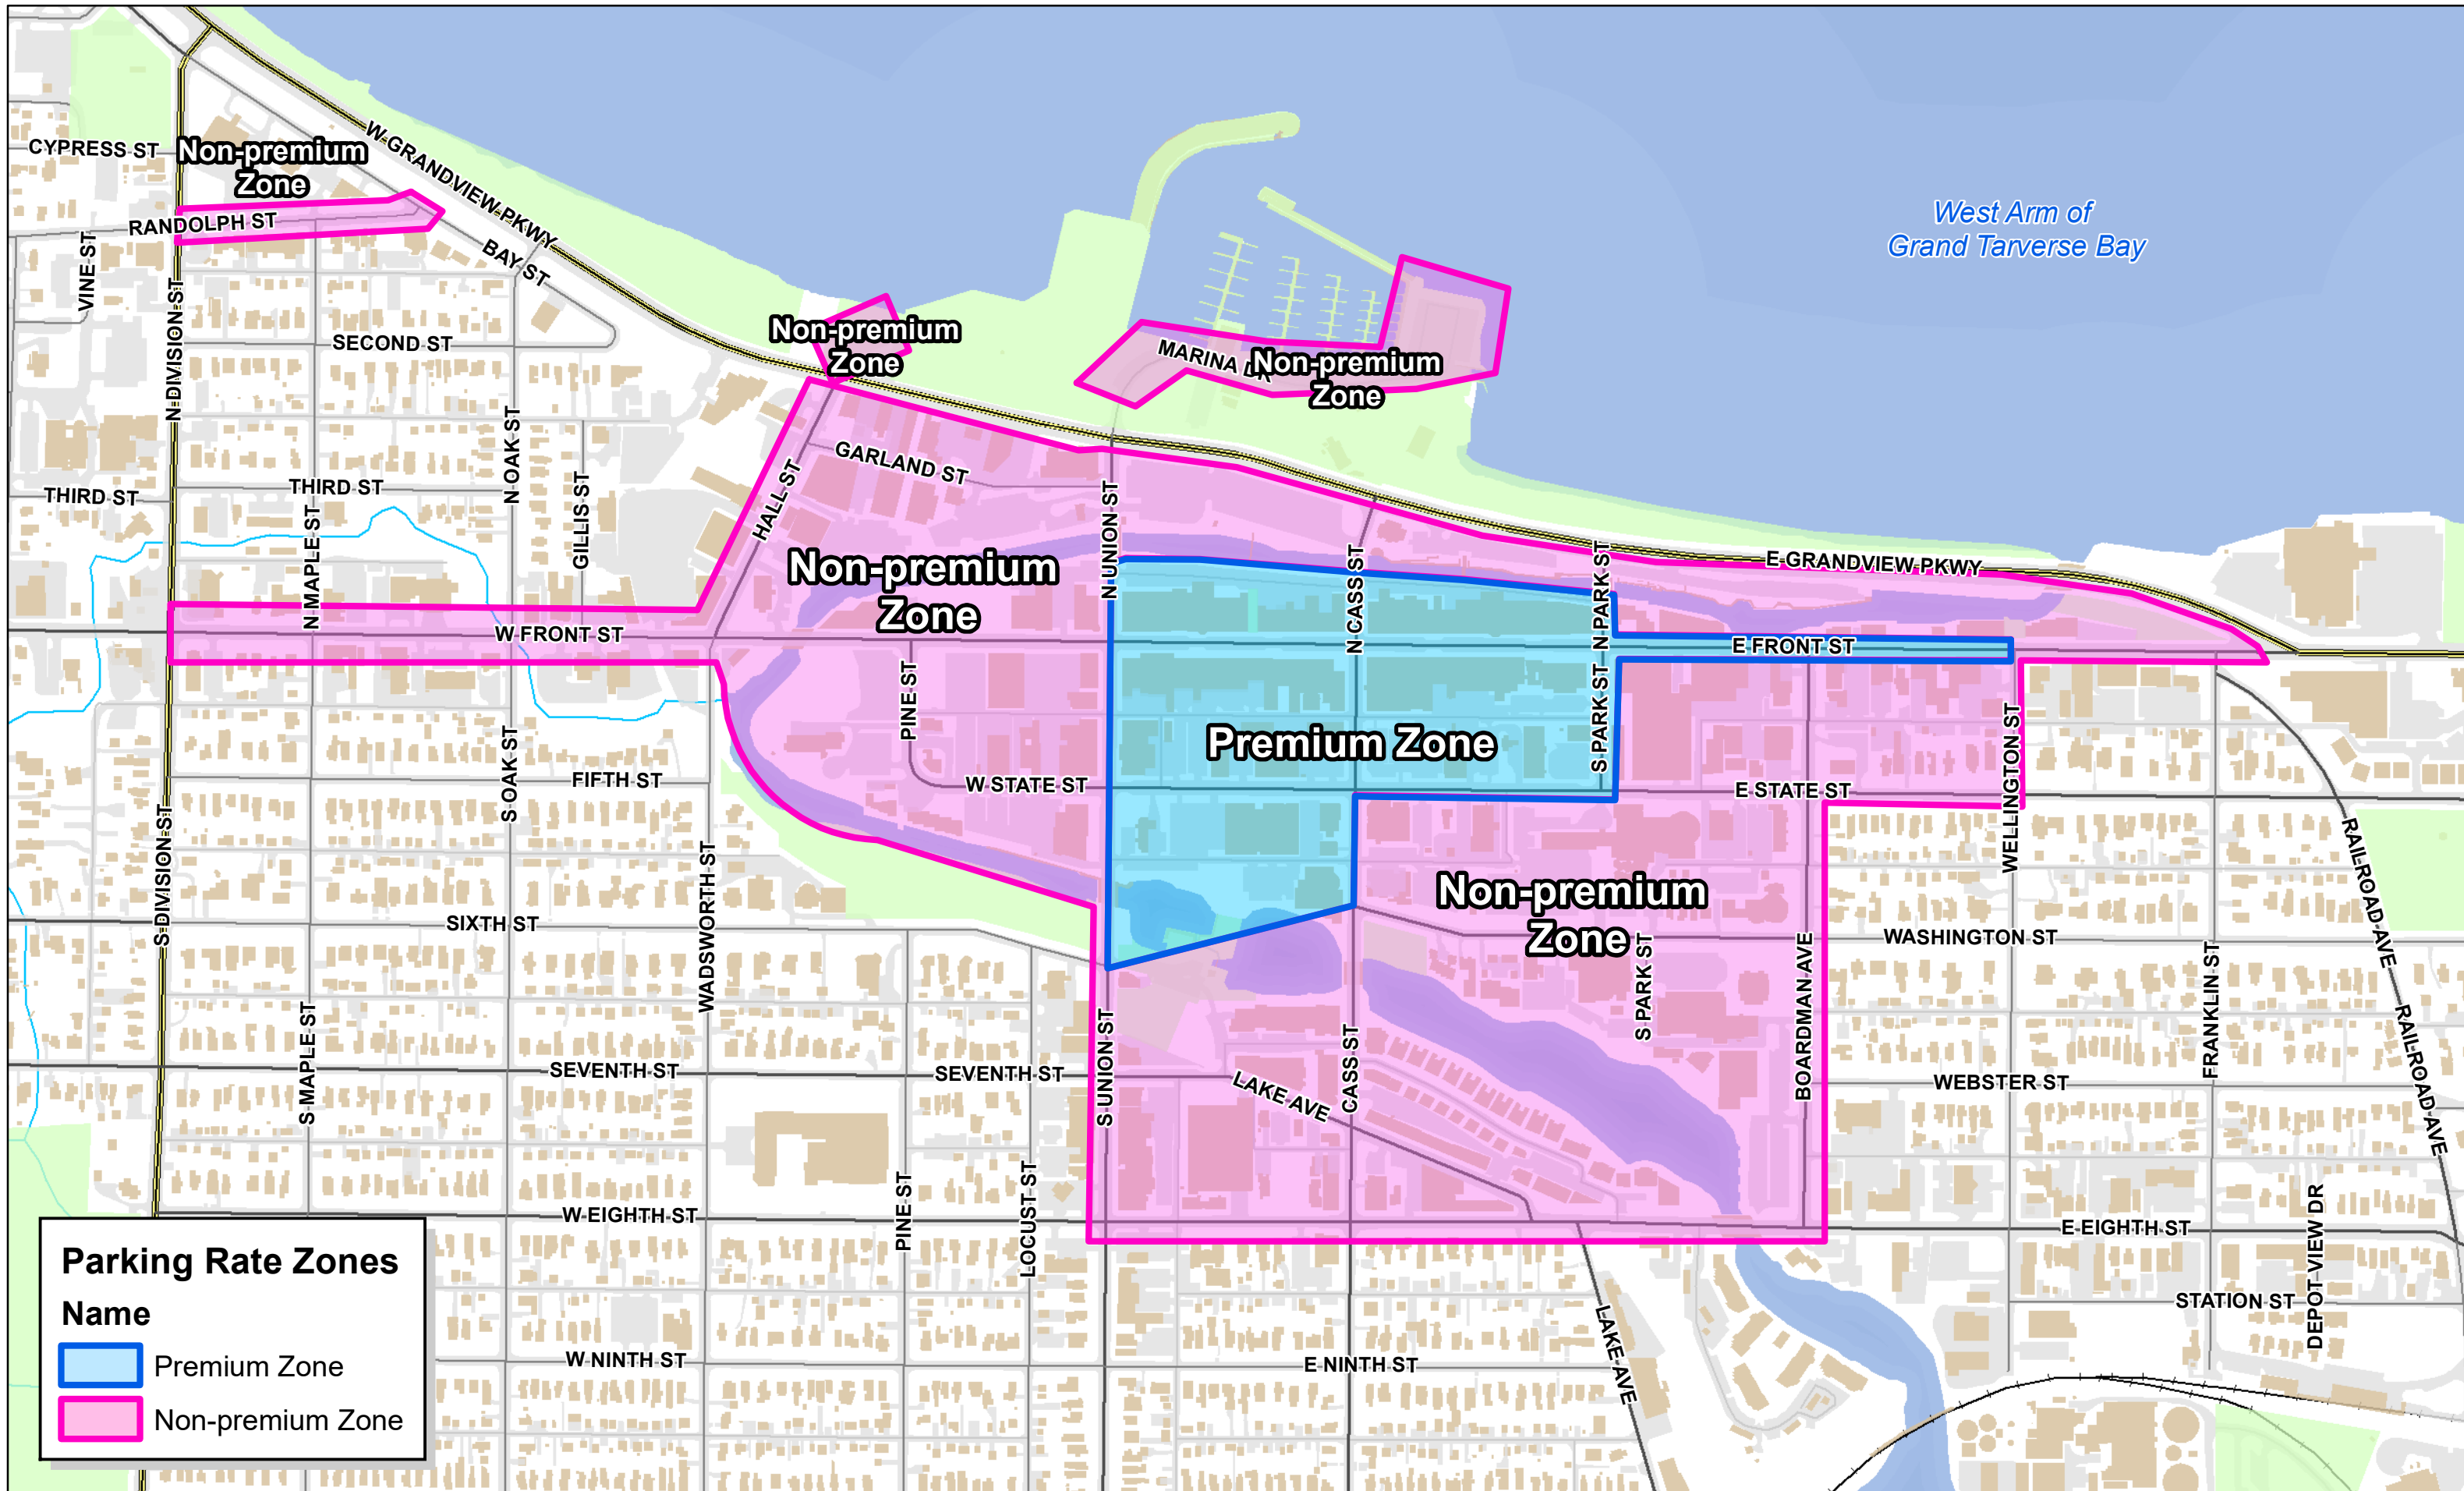 CYPRESS ST
Non-premium
Zone
W GRANDVIEW PKWY
RANDOLPH ST
VINE ST
BAY ST
N DIVISION ST
SECOND ST
West Arm of
Grand Tarverse Bay
Non-premium
Zone
MARINA DR
Non-premium
Zone
THIRD ST
THIRD ST
N OAK ST
GILLIS ST
N MAPLE ST
HALL ST
GARLAND ST
N UNION ST
N CASS ST
N PARK ST
E GRANDVIEW PKWY
Non-premium
Zone
W FRONT ST
E FRONT ST
PINE ST
S PARK ST
Premium Zone
WELLINGTON ST
S OAK ST
FIFTH ST
W STATE ST
E STATE ST
S DIVISION ST
WADSWORTH ST
RAILROAD AVE
Non-premium
Zone
SIXTH ST
S PARK ST
BOARDMAN AVE
WASHINGTON ST
FRANKLIN ST
S MAPLE ST
SEVENTH ST
SEVENTH ST
S UNION ST
LAKE AVE
CASS ST
WEBSTER ST
RAILROAD AVE
W EIGHTH ST
PINE ST
LOCUST ST
E EIGHTH ST
DEPOT VIEW DR
STATION ST
W NINTH ST
E NINTH ST
LAKE AVE
Parking Rate Zones
Name
Premium Zone
Non-premium Zone